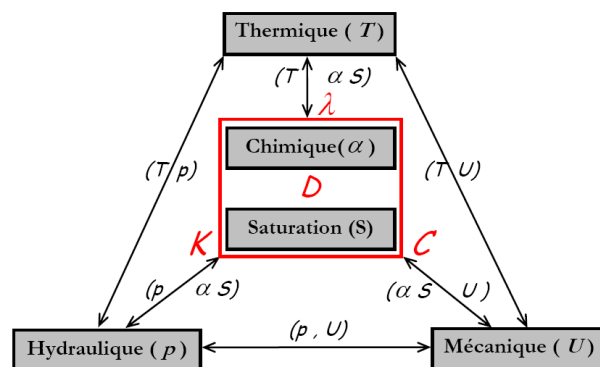 Thermique ( T )
(T α S)
λ
Chimique(α)
(T p)
D
(T U)
Saturation (S)
K
C
(p α S)
(α S U)
(p , U)
Hydraulique ( p )
Mécanique ( U )